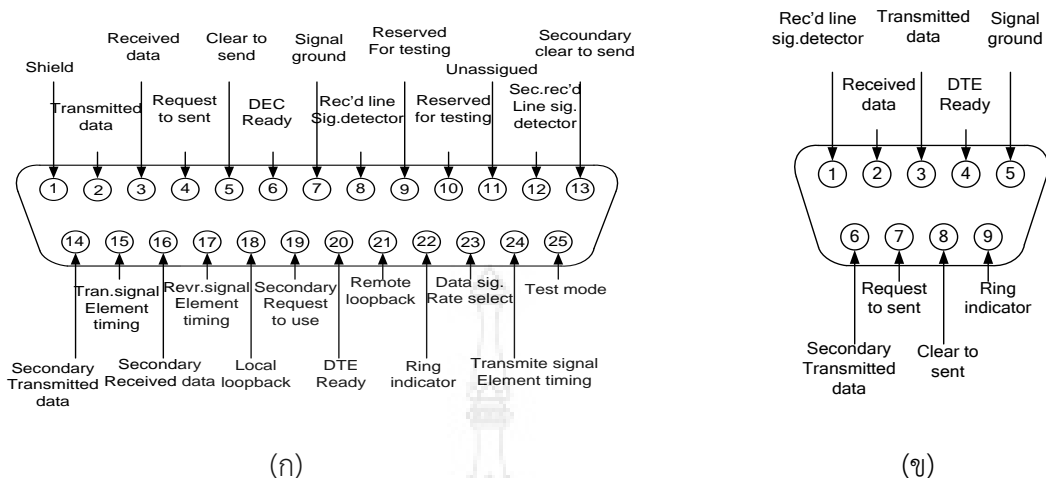 Shield
Transmitted
data
Received
data
Request
to sent
Clear to
send
DEC
Ready
Signal
ground
Rec'd line
Sig.detector
Reserved
For testing
Reserved
for testing
Unassigued
Sec.rec'd
Line sig.
detector
Secoundary
clear to send
1 2 3 4 5 6 7 8 9 10 11 12 13
14 15 16 17 18 19 20 21 22 23 24 25
Secondary
Transmitted
data
Tran.signal
Element
timing
Secondary
Received data
Revr.signal
Element
timing
Local
loopback
Secondary
Request
to use
DTE
Ready
Remote
loopback
Ring
indicator
Data sig.
Rate select
Transmite signal
Element timing
Test mode
(ก)
Rec'd line
sig.detector
Received
data
Transmitted
data
DTE
Ready
Signal
ground
1 2 3 4 5
6 7 8 9
Secondary
Transmitted
data
Request
to sent
Clear to
sent
Ring
indicator
(ข)